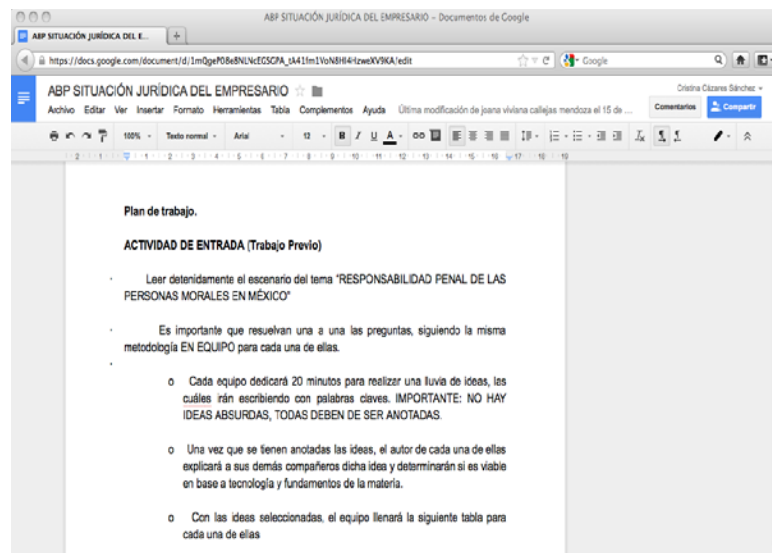 ABP SITUACIÓN JURÍDICA DEL EMPRESARIO – Documentos de Google
ABP SITUACIÓN JURÍDICA DEL E...
Google
ABP SITUACIÓN JURÍDICA DEL EMPRESARIO
Cristina Cázares Sánchez
Archivo Editar Ver Insertar Formato Herramientas Tabla Complementos Ayuda Última modificación de joana viviana callejas mendoza el 15 de ...
Comentarios
Compartir
100% Texto normal Arial 12 B I U A
Plan de trabajo.
ACTIVIDAD DE ENTRADA (Trabajo Previo)
· Leer detenidamente el escenario del tema "RESPONSABILIDAD PENAL DE LAS
PERSONAS MORALES EN MÉXICO"
· Es importante que resuelvan una a una las preguntas, siguiendo la misma
metodología EN EQUIPO para cada una de ellas.
·
o Cada equipo dedicará 20 minutos para realizar una lluvia de ideas, las
cuáles irán escribiendo con palabras claves. IMPORTANTE: NO HAY
IDEAS ABSURDAS, TODAS DEBEN DE SER ANOTADAS.
o Una vez que se tienen anotadas las ideas, el autor de cada una de ellas
explicará a sus demás compañeros dicha idea y determinarán si es viable
en base a tecnología y fundamentos de la materia.
o Con las ideas seleccionadas, el equipo llenará la siguiente tabla para
cada una de ellas